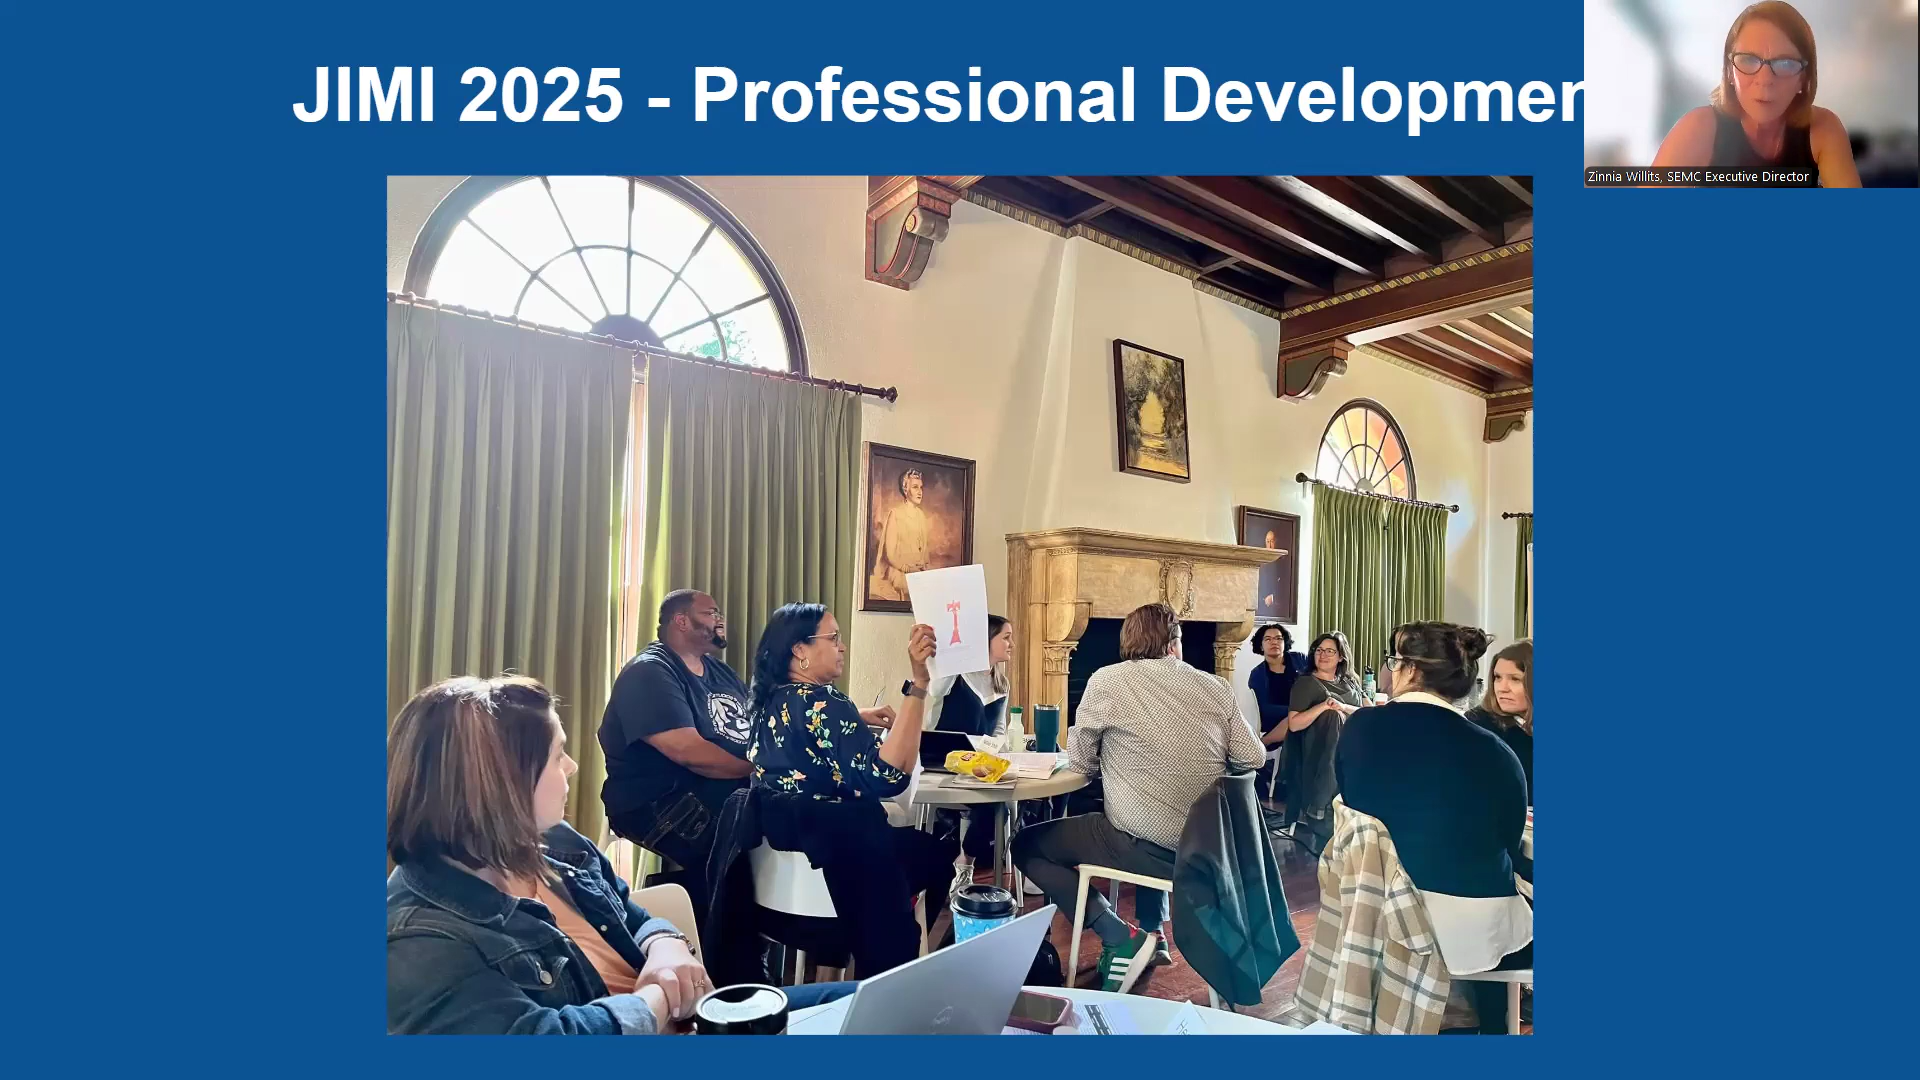 JIMI 2025 - Professional Developmen
Zinnia Willits, SEMC Executive Director